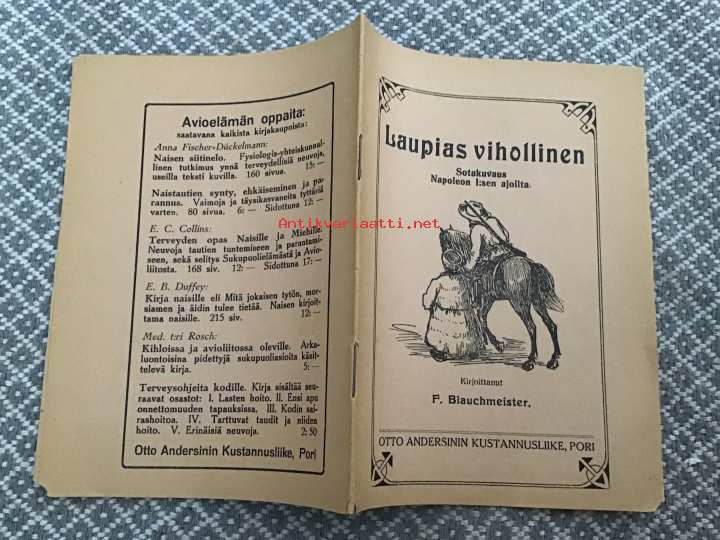 Avioelämän oppaita:
saatavana kaikista kirjakaupoista:
Anna Fischer-Dückelmann:
Naisen siitinelo. Fysiologis-yhteiskunnal-
linen tutkimus ynnä terveydellisiä neuvoja,
useilla teksti kuvilla. 160 sivua. 15: —
Naistautien synty, ehkäiseminen ja pa-
rannus. Vaimoja ja täysikasvaneita tyttäriä
varten. 80 sivua. 6: — Sidottuna 12: —
E. C. Collins:
Terveyden opas Naisille ja Miehille.
Neuvoja tautien tuntemiseen ja parantami-
seen, sekä selitys Sukupuolielämästä ja Avio-
liitosta. 168 siv. 12: — Sidottuna 17: —
E. B. Duffey:
Kirja naisille eli Mitä jokaisen tytön, mor-
siamen ja äidin tulee tietää. Naisen kirjoit-
tama naisille. 215 siv. 12: —
Med. t:ri Rosch:
Kihloissa ja avioliitossa oleville. Arka-
luontoisina pidettyjä sukupuoliasioita käsit-
televä kirja. 5: —
Terveysohjeita kodille. Kirja sisältää seu-
raavat osastot: I. Lasten hoito. II. Ensi apu
onnettomuuden tapauksissa. III. Kodin sai-
rashoitoa. IV. Tarttuvat taudit ja niiden
hoito. V. Erinäisiä neuvoja. 2: 50
Otto Andersinin Kustannusliike, Pori
Laupias vihollinen
Sotakuvaus
Napoleon I:sen ajoilta.
Antikvariaatti.net
Kirjoittanut
F. Blauchmeister.
OTTO ANDERSININ KUSTANNUSLIIKE, PORI